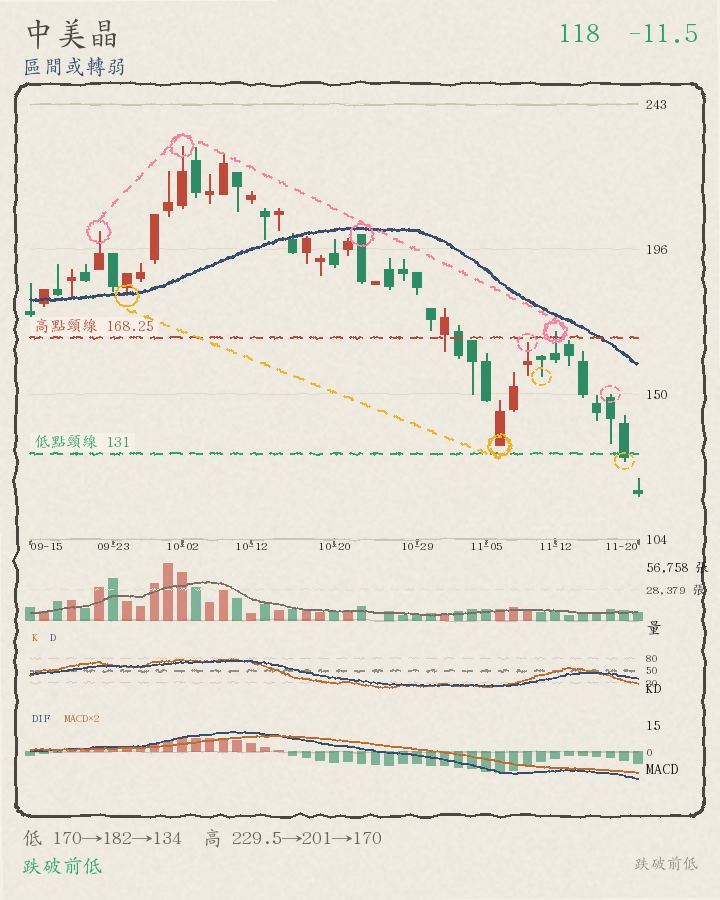 中美晶
118 -11.5
區間或轉弱
243
196
高點頸線 168.25
150
低點頸線 131
104
09-15 09-23 10-02 10-12 10-20 10-29 11-05 11-12 11-20
56,758 張
28,379 張
量
K D
80
50
20
KD
DIF MACD×2
15
0
MACD
低 170→182→134 高 229.5→201→170
跌破前低
跌破前低